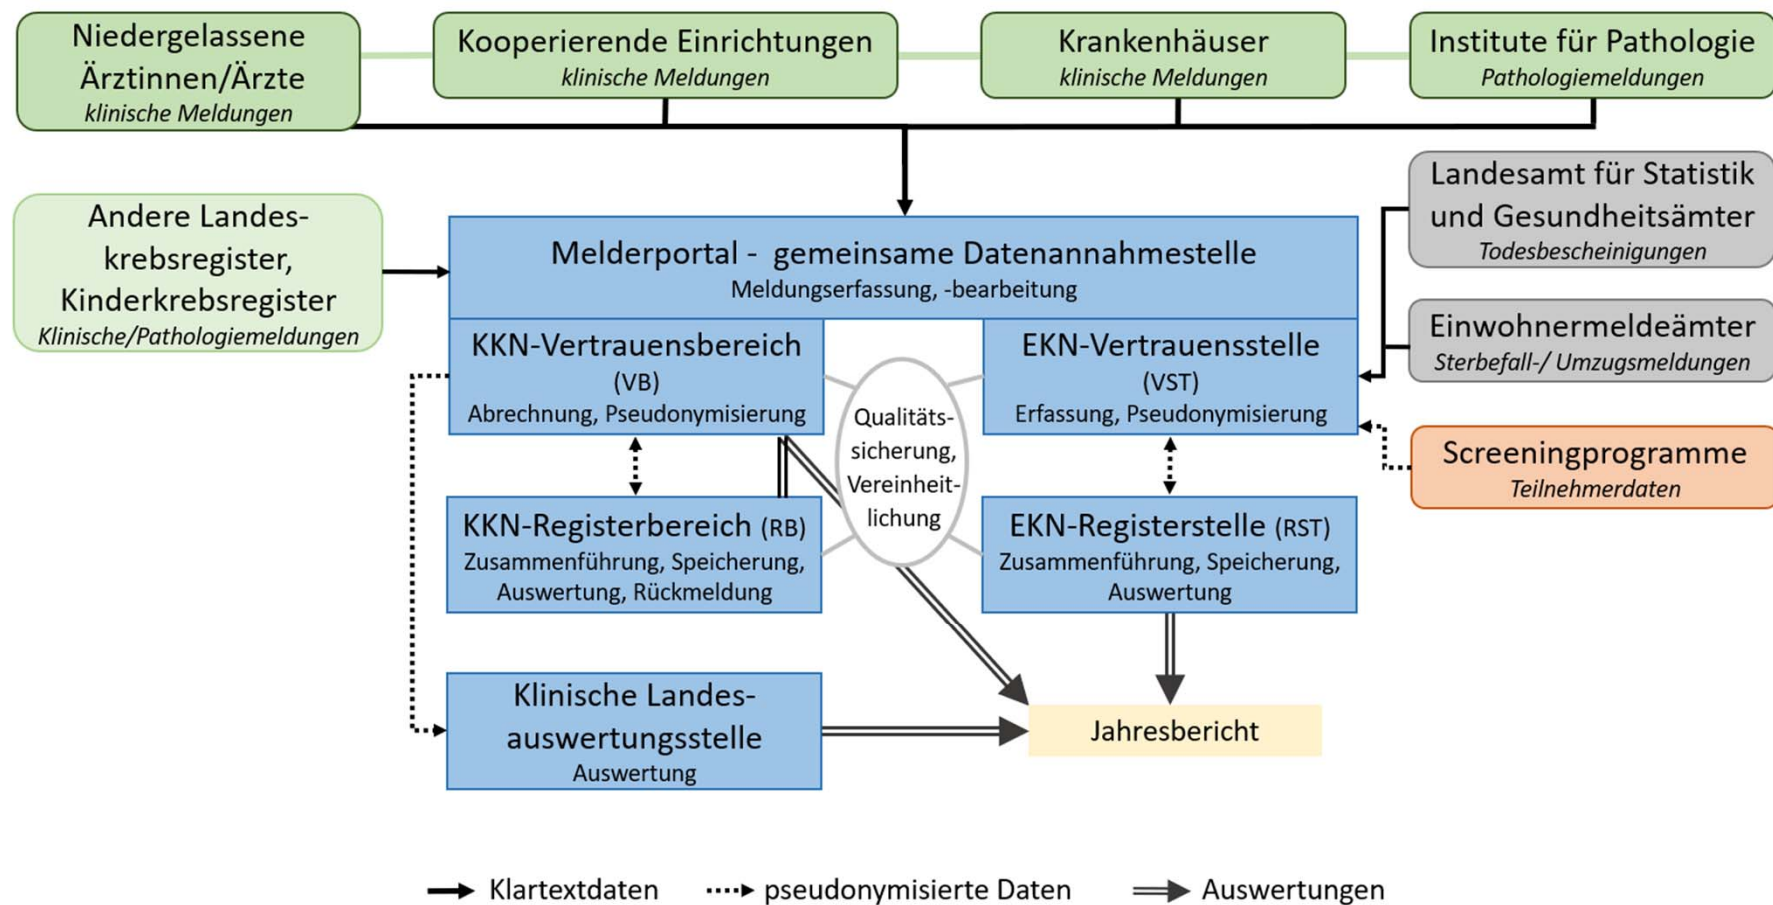 Niedergelassene
Ärztinnen/Ärzte
klinische Meldungen
Kooperierende Einrichtungen
klinische Meldungen
Krankenhäuser
klinische Meldungen
Institute für Pathologie
Pathologiemeldungen
Andere Landes-
krebsregister,
Kinderkrebsregister
Klinische/Pathologiemeldungen
Melderportal - gemeinsame Datenannahmestelle
Meldungserfassung, -bearbeitung
Landesamt für Statistik
und Gesundheitsämter
Todesbescheinigungen
Einwohnermeldeämter
Sterbefall-/ Umzugsmeldungen
Screeningprogramme
Teilnehmerdaten
KKN-Vertrauensbereich
(VB)
Abrechnung, Pseudonymisierung
EKN-Vertrauensstelle
(VST)
Erfassung, Pseudonymisierung
Qualitäts-
sicherung,
Vereinheit-
lichung
KKN-Registerbereich (RB)
Zusammenführung, Speicherung,
Auswertung, Rückmeldung
EKN-Registerstelle (RST)
Zusammenführung, Speicherung,
Auswertung
Klinische Landes-
auswertungsstelle
Auswertung
Jahresbericht
Klartextdaten
pseudonymisierte Daten
Auswertungen